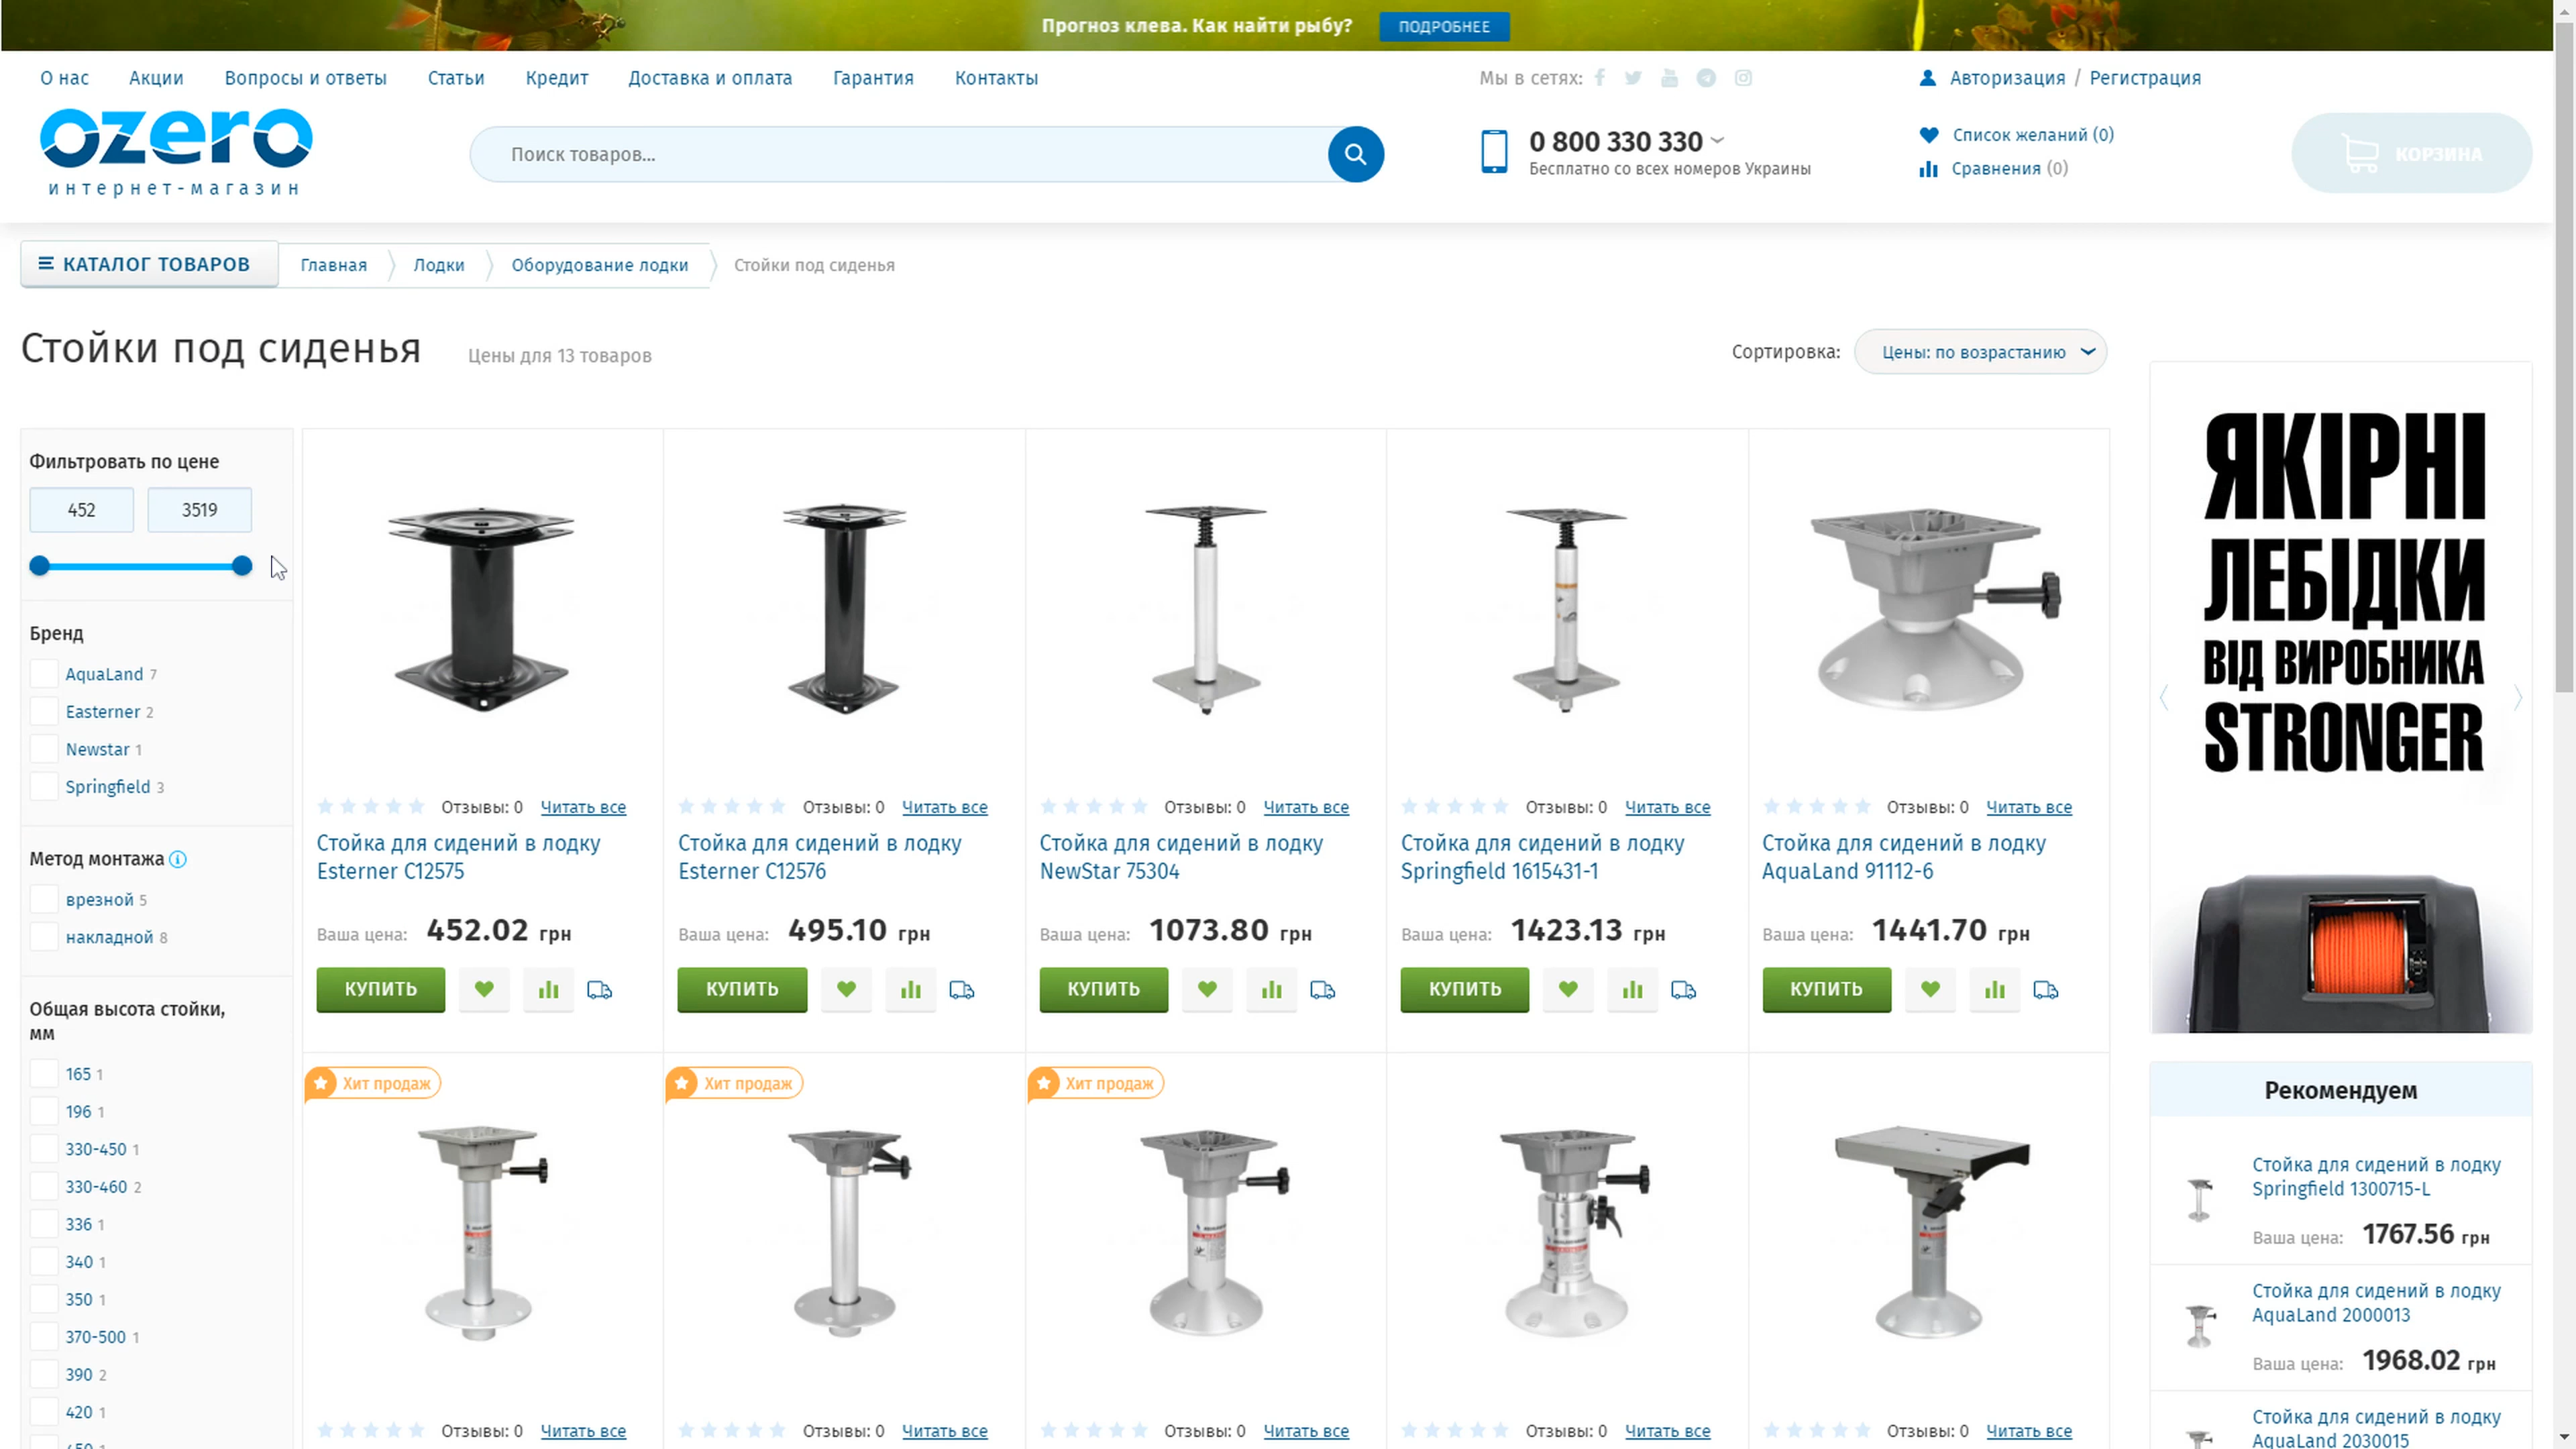 Прогноз клева. Как найти рыбу?
ПОДРОБНЕЕ
О нас Акции Вопросы и ответы Статьи Кредит Доставка и оплата Гарантия Контакты
Мы в сетях:
Авторизация / Регистрация
ozero
интернет-магазин
Поиск товаров...
0 800 330 330
Бесплатно со всех номеров Украины
Список желаний (0)
Сравнения (0)
КОРЗИНА
КАТАЛОГ ТОВАРОВ
Главная Лодки Оборудование лодки Стойки под сиденья
Стойки под сиденья
Цены для 13 товаров
Сортировка: Цены: по возрастанию
Фильтровать по цене
452 3519
Бренд
AquaLand 7
Easterner 2
Newstar 1
Springfield 3
Метод монтажа
врезной 5
накладной 8
Общая высота стойки,
мм
165 1
196 1
330-450 1
330-460 2
336 1
340 1
350 1
370-500 1
390 2
420 1
450 1
Отзывы: 0 Читать все
Стойка для сидений в лодку
Esterner C12575
Ваша цена: 452.02 грн
КУПИТЬ
Отзывы: 0 Читать все
Стойка для сидений в лодку
Esterner C12576
Ваша цена: 495.10 грн
КУПИТЬ
Отзывы: 0 Читать все
Стойка для сидений в лодку
NewStar 75304
Ваша цена: 1073.80 грн
КУПИТЬ
Отзывы: 0 Читать все
Стойка для сидений в лодку
Springfield 1615431-1
Ваша цена: 1423.13 грн
КУПИТЬ
Отзывы: 0 Читать все
Стойка для сидений в лодку
AquaLand 91112-6
Ваша цена: 1441.70 грн
КУПИТЬ
Хит продаж
Отзывы: 0 Читать все
Хит продаж
Отзывы: 0 Читать все
Хит продаж
Отзывы: 0 Читать все
Отзывы: 0 Читать все
Отзывы: 0 Читать все
ЯКІРНІ
ЛЕБІДКИ
ВІД ВИРОБНИКА
STRONGER
Рекомендуем
Стойка для сидений в лодку
Springfield 1300715-L
Ваша цена: 1767.56 грн
Стойка для сидений в лодку
AquaLand 2000013
Ваша цена: 1968.02 грн
Стойка для сидений в лодку
AquaLand 2030015